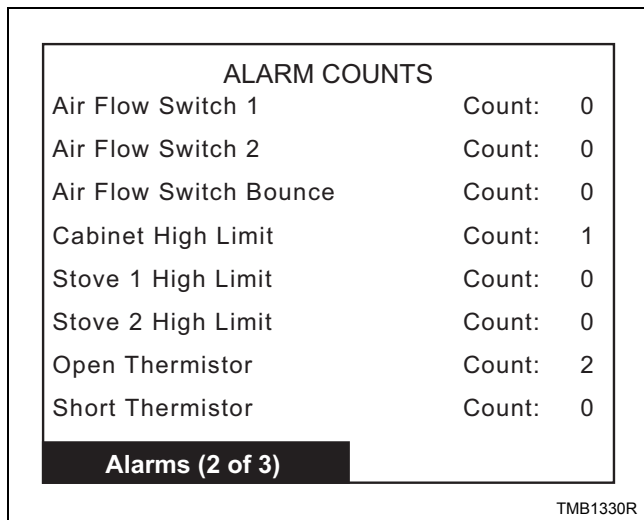 ALARM COUNTS
Air Flow Switch 1 Count: 0
Air Flow Switch 2 Count: 0
Air Flow Switch Bounce Count: 0
Cabinet High Limit Count: 1
Stove 1 High Limit Count: 0
Stove 2 High Limit Count: 0
Open Thermistor Count: 2
Short Thermistor Count: 0
Alarms (2 of 3)
TMB1330R